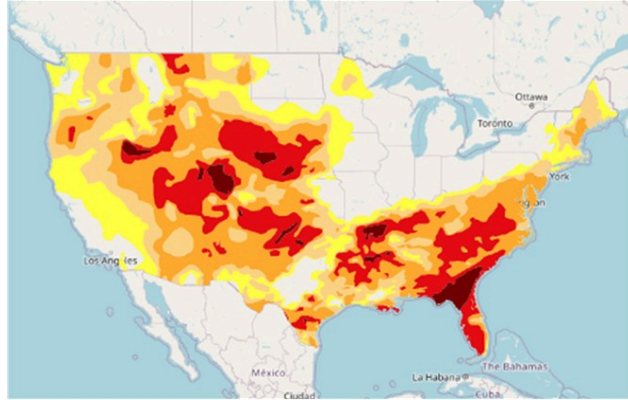 Ottawa
Toronto
York
Los Angeles
México
La Habana
The Bahamas
Cuba
Ciudad